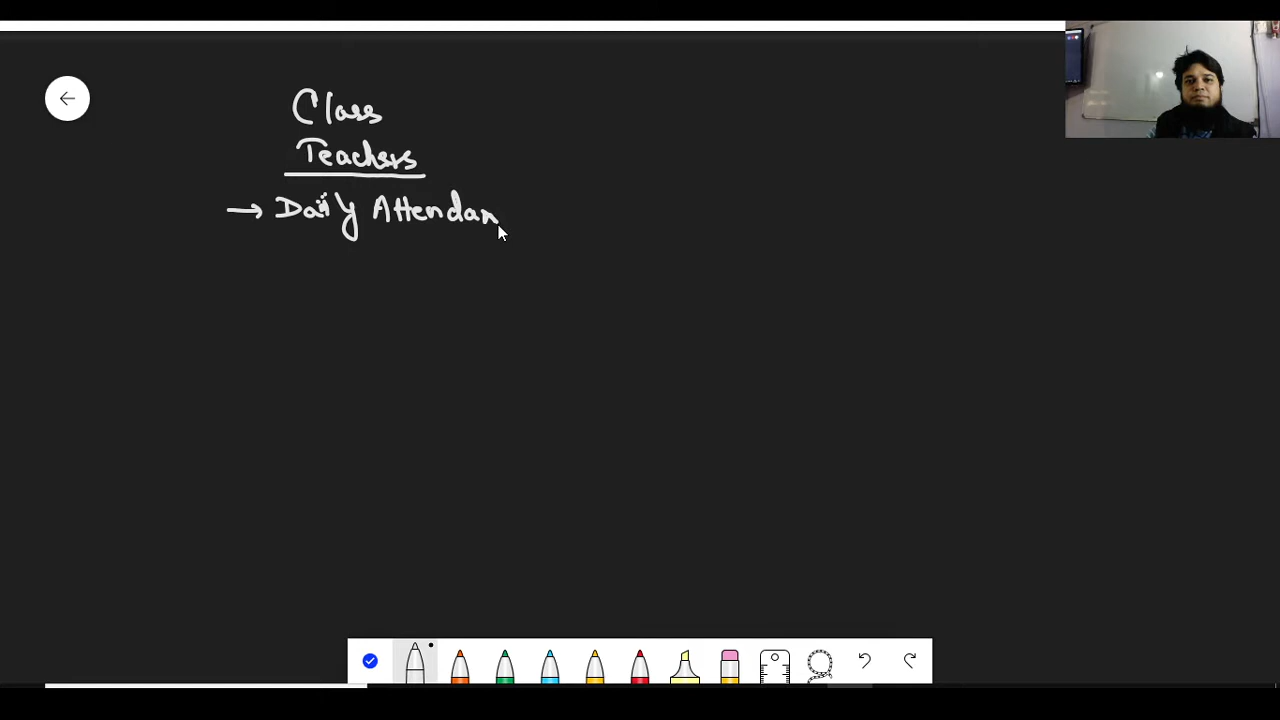 Class
Teachers
→ Daily Attendan